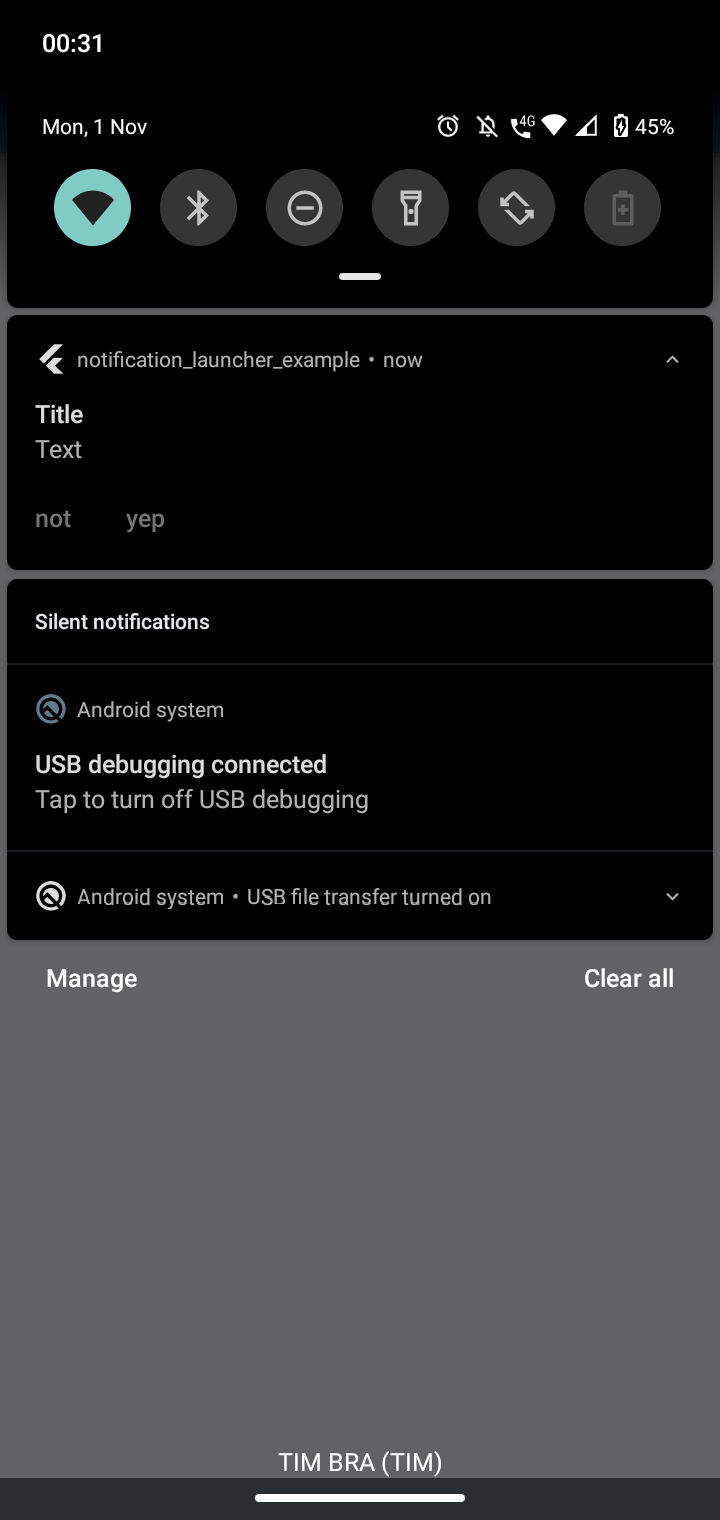 00:31
Mon, 1 Nov 4G 45%
notification_launcher_example • now
Title
Text
not yep
Silent notifications
Android system
USB debugging connected
Tap to turn off USB debugging
Android system • USB file transfer turned on
Manage Clear all
TIM BRA (TIM)